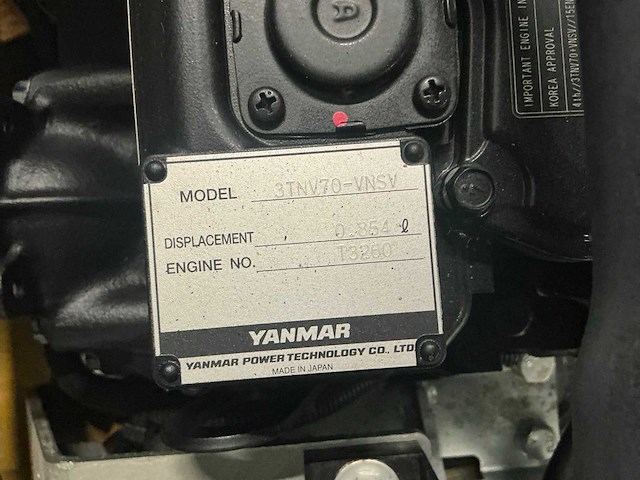 MODEL 3TNV70-VNSV
DISPLACEMENT 0.854 ℓ
ENGINE NO. T3260
YANMAR
YANMAR POWER TECHNOLOGY CO., LTD.
MADE IN JAPAN
IMPORTANT ENGINE IN
KOREA APPROVAL